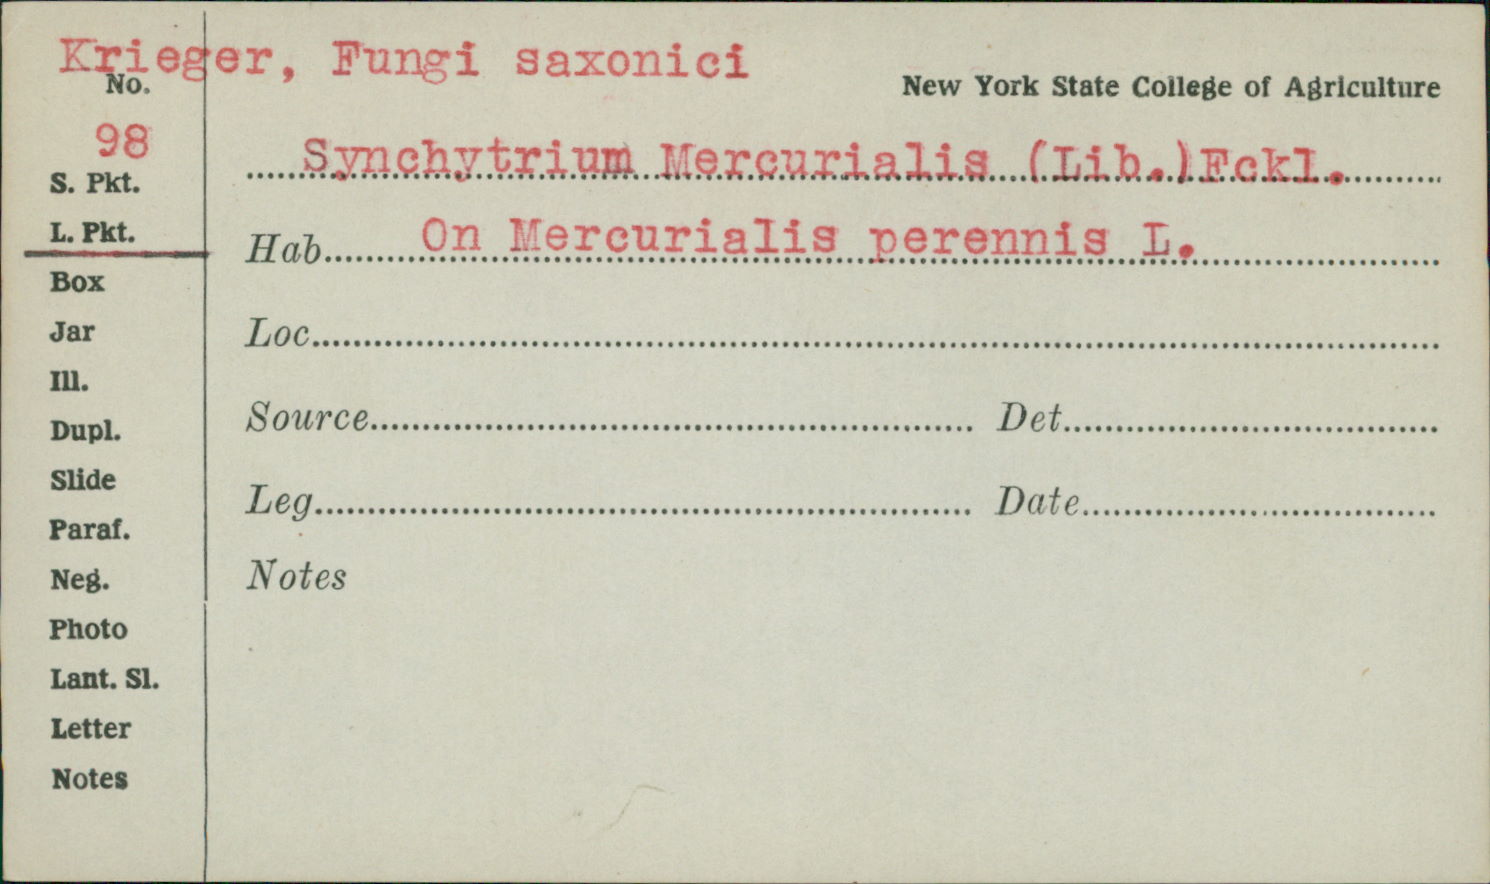 Krieger, Fungi saxonici
No.
New York State College of Agriculture
98
Synchytrium Mercurialis (Lib.)Fckl.
S. Pkt.
L. Pkt.
Hab. On Mercurialis perennis L.
Box
Jar
Loc.
Ill.
Dupl.
Source Det.
Slide
Leg. Date
Paraf.
Neg.
Notes
Photo
Lant. Sl.
Letter
Notes